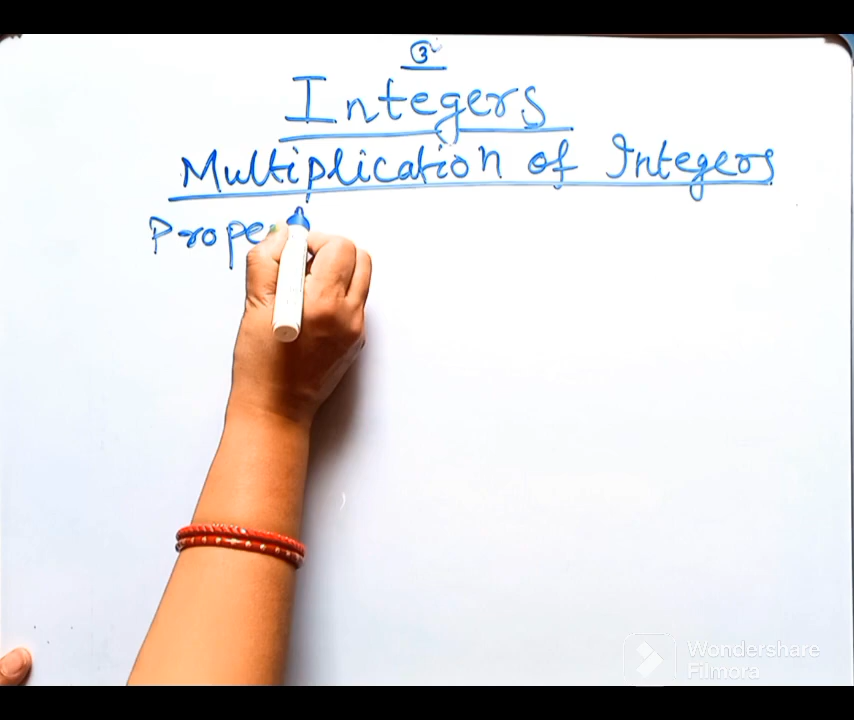 ③
Integers
Multiplication of Integers
Prope
Wondershare
Filmora